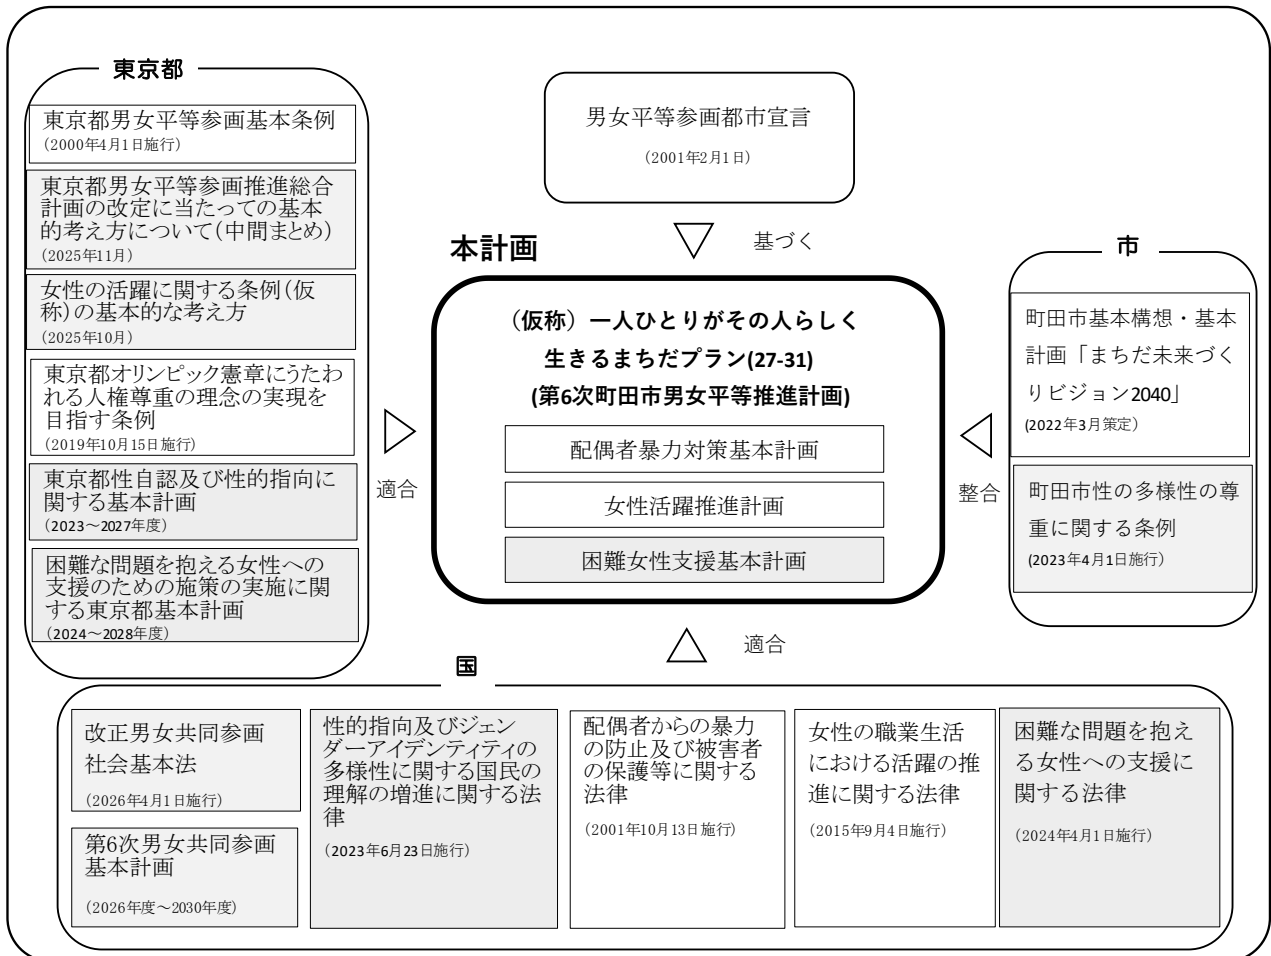 東京都
東京都男女平等参画基本条例
(2000年4月1日施行)
東京都男女平等参画推進総合
計画の改定に当たっての基本
的考え方について(中間まとめ)
(2025年11月)
女性の活躍に関する条例(仮
称)の基本的な考え方
(2025年10月)
東京都オリンピック憲章にうたわ
れる人権尊重の理念の実現を
目指す条例
(2019年10月15日施行)
東京都性自認及び性的指向に
関する基本計画
(2023～2027年度)
困難な問題を抱える女性への
支援のための施策の実施に関
する東京都基本計画
(2024～2028年度)
適合
男女平等参画都市宣言
(2001年2月1日)
基づく
本計画
（仮称）一人ひとりがその人らしく
生きるまちだプラン(27-31)
(第6次町田市男女平等推進計画)
配偶者暴力対策基本計画
女性活躍推進計画
困難女性支援基本計画
市
町田市基本構想・基本
計画「まちだ未来づく
りビジョン2040」
(2022年3月策定)
町田市性の多様性の尊
重に関する条例
(2023年4月1日施行)
整合
適合
国
改正男女共同参画
社会基本法
(2026年4月1日施行)
第6次男女共同参画
基本計画
(2026年度～2030年度)
性的指向及びジェン
ダーアイデンティティの
多様性に関する国民の
理解の増進に関する法
律
(2023年6月23日施行)
配偶者からの暴力
の防止及び被害者
の保護等に関する
法律
(2001年10月13日施行)
女性の職業生活
における活躍の推
進に関する法律
(2015年9月4日施行)
困難な問題を抱え
る女性への支援に
関する法律
(2024年4月1日施行)